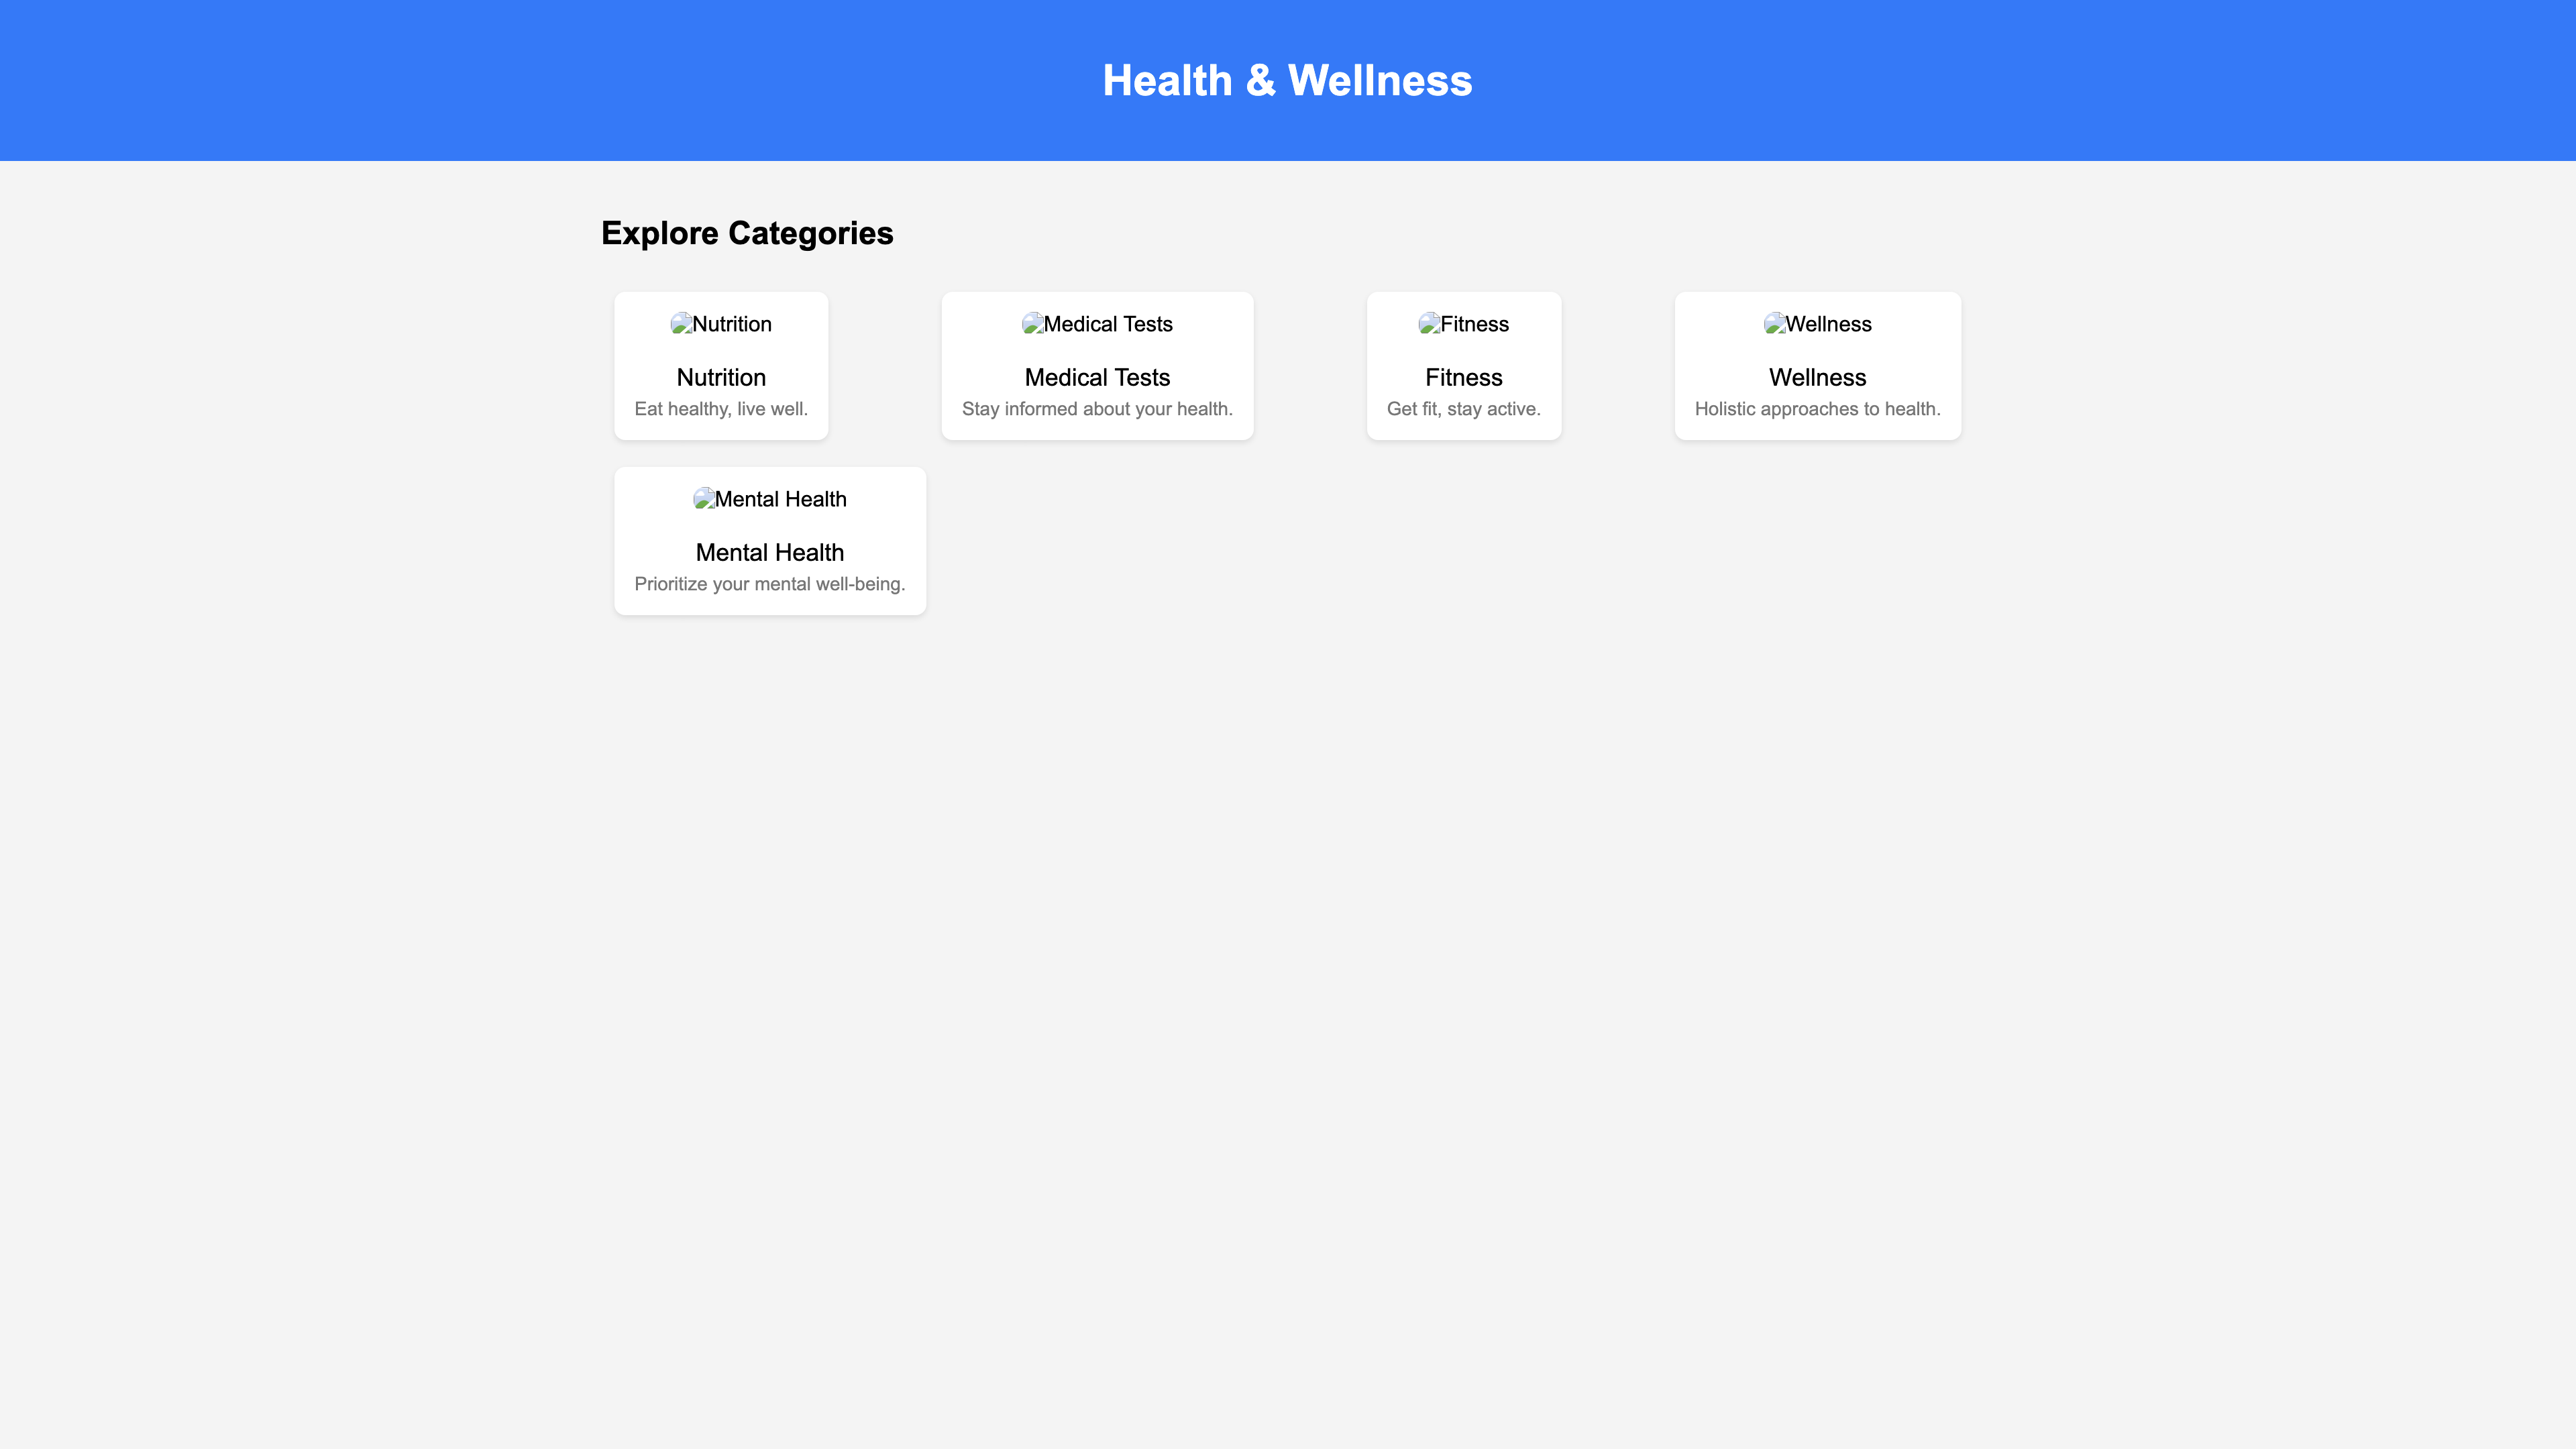 Health & Wellness
Explore Categories
Nutrition
Nutrition
Eat healthy, live well.
Medical Tests
Medical Tests
Stay informed about your health.
Fitness
Fitness
Get fit, stay active.
Wellness
Wellness
Holistic approaches to health.
Mental Health
Mental Health
Prioritize your mental well-being.